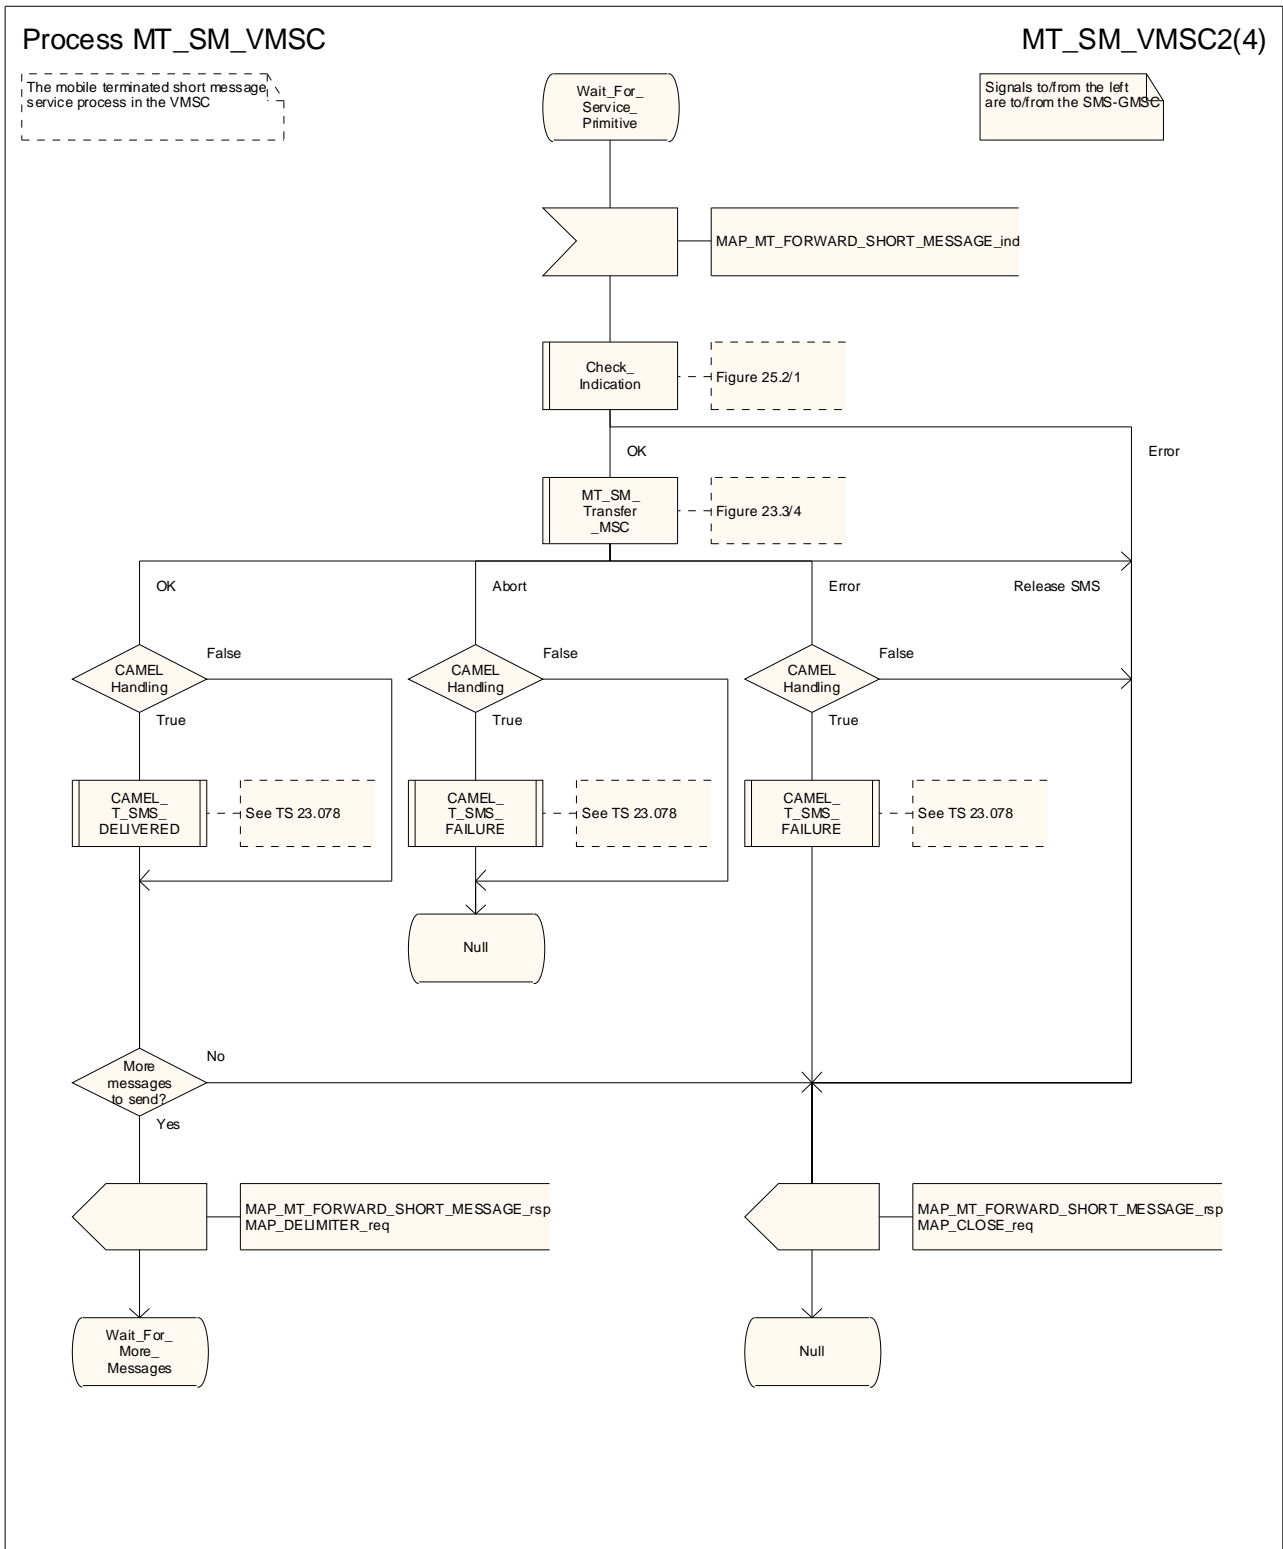 Process MT_SM_VMSC
MT_SM_VMSC2(4)
The mobile terminated short message
service process in the VMSC
Wait_For_
Service_
Primitive
Signals to/from the left
are to/from the SMS-GMSC
MAP_MT_FORWARD_SHORT_MESSAGE_ind
Check_
Indication
Figure 25.2/1
OK
Error
MT_SM_
Transfer
_MSC
Figure 23.3/4
OK
Abort
Error
Release SMS
CAMEL
Handling
False
True
CAMEL
Handling
False
True
CAMEL
Handling
False
True
CAMEL_
T_SMS_
DELIVERED
See TS 23.078
CAMEL_
T_SMS_
FAILURE
See TS 23.078
CAMEL_
T_SMS_
FAILURE
See TS 23.078
Null
More
messages
to send?
No
Yes
MAP_MT_FORWARD_SHORT_MESSAGE_rsp
MAP_DELIMITER_req
MAP_MT_FORWARD_SHORT_MESSAGE_rsp
MAP_CLOSE_req
Wait_For_
More_
Messages
Null